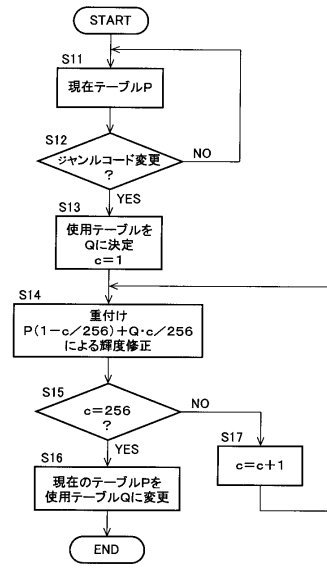 START
S11
現在テーブルP
S12
ジャンルコード変更
?
NO
YES
S13
使用テーブルを
Qに決定
c=1
S14
重付け
P(1-c/256)+Q·c/256
による輝度修正
S15
c=256
?
NO
YES
S17
c=c+1
S16
現在のテーブルPを
使用テーブルQに変更
END